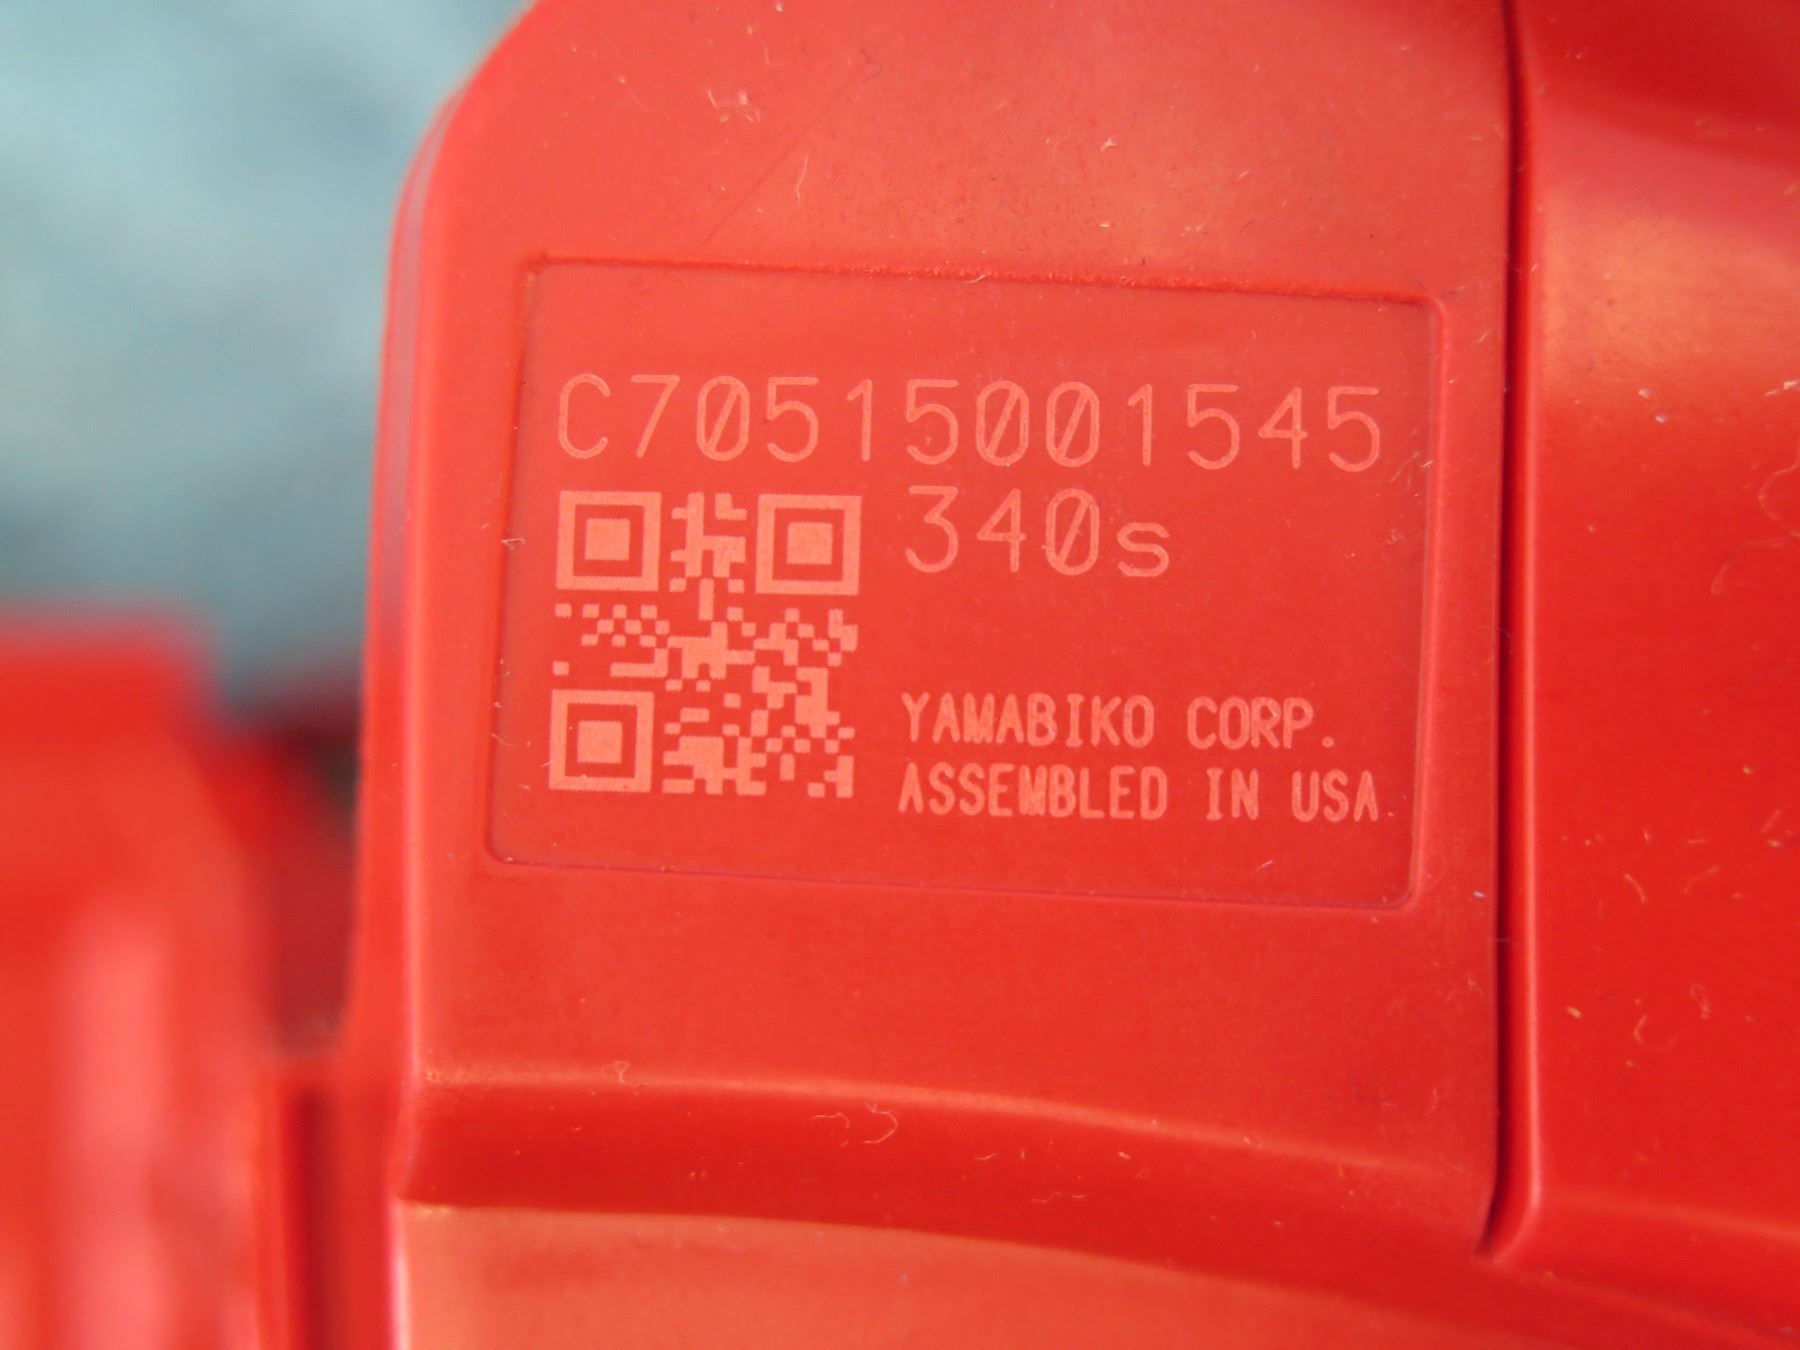 C70515001545
340s
YAMABIKO CORP.
ASSEMBLED IN USA